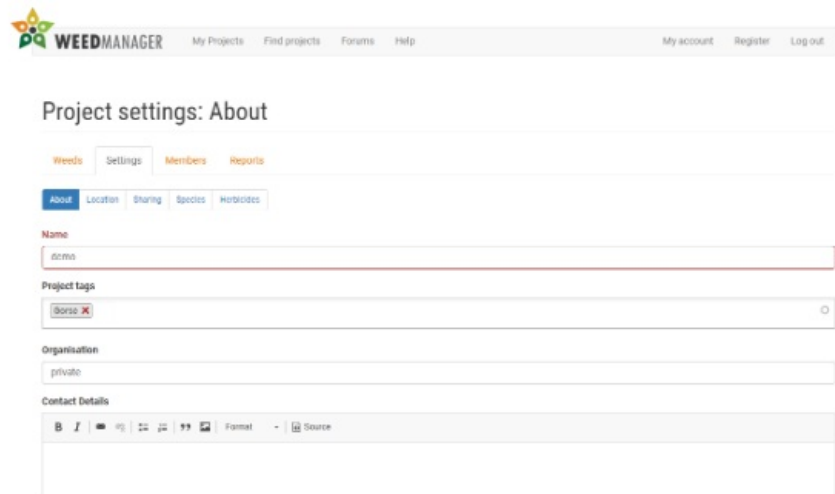 WEEDMANAGER My Projects Find projects Forums Help My account Register Log out
Project settings: About
Weeds Settings Members Reports
About Location Sharing Species Herbicides
Name
demo
Project tags
Gorse
Organisation
private
Contact Details
B I Format Source